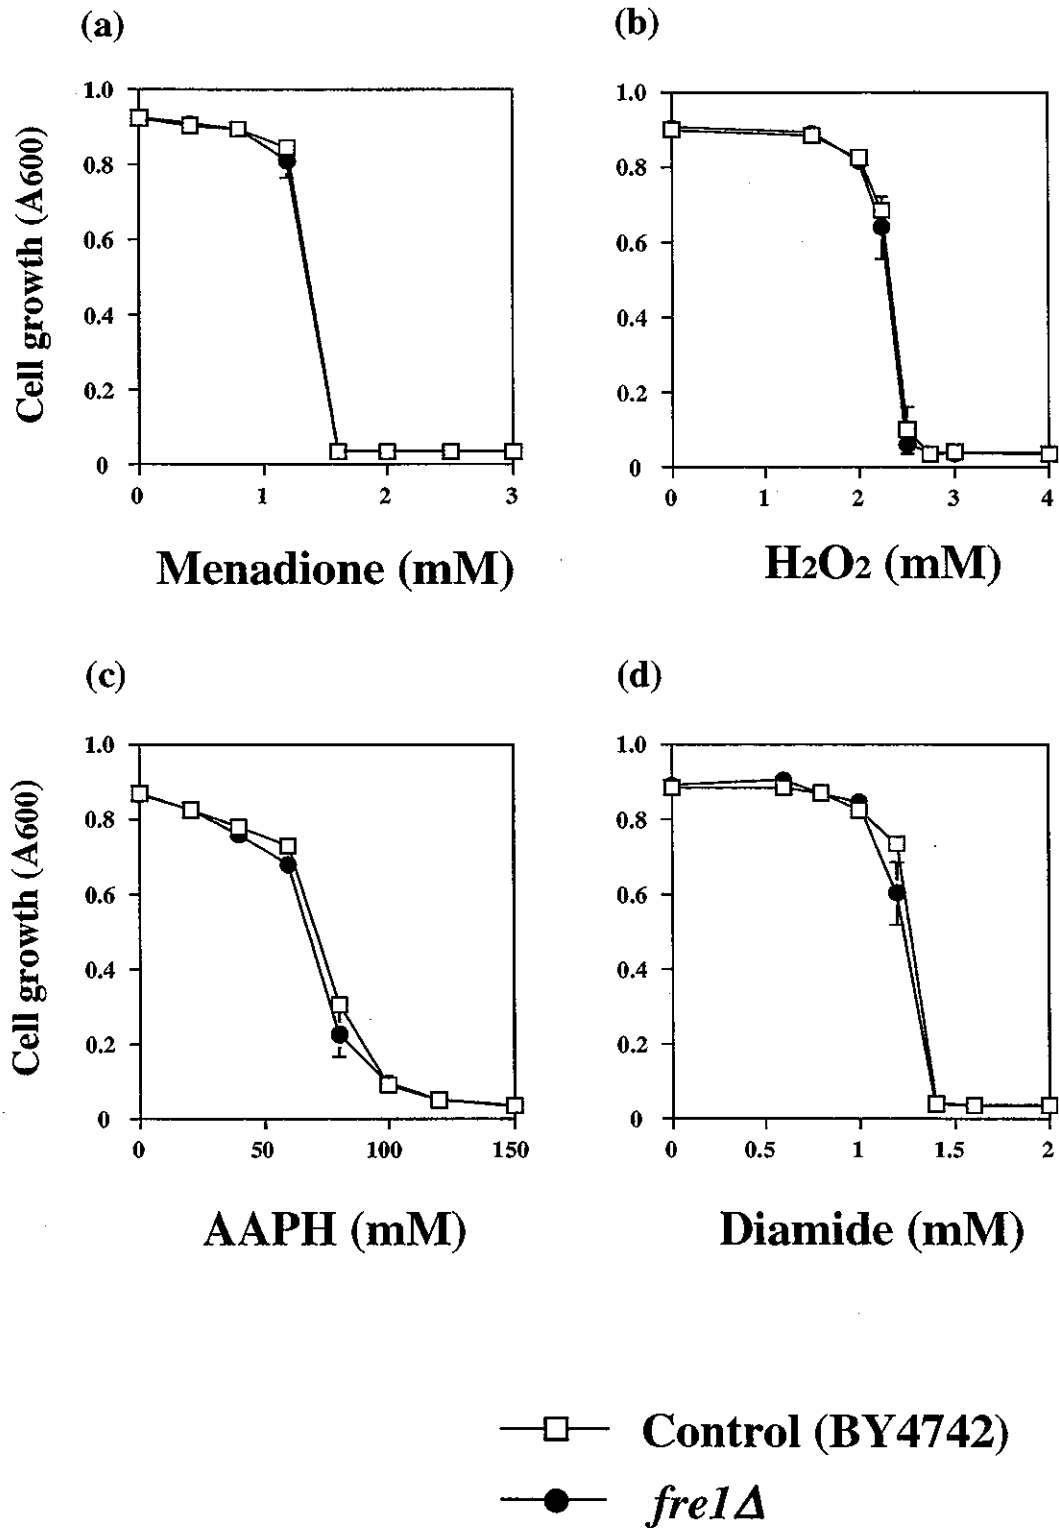 (a)
1.0
0.8
0.6
0.4
0.2
0
0 1 2 3
Cell growth (A600)
Menadione (mM)
(b)
1.0
0.8
0.6
0.4
0.2
0
0 1 2 3 4
H2O2 (mM)
(c)
1.0
0.8
0.6
0.4
0.2
0
0 50 100 150
Cell growth (A600)
AAPH (mM)
(d)
1.0
0.8
0.6
0.4
0.2
0
0 0.5 1 1.5 2
Diamide (mM)
Control (BY4742)
fre1Δ